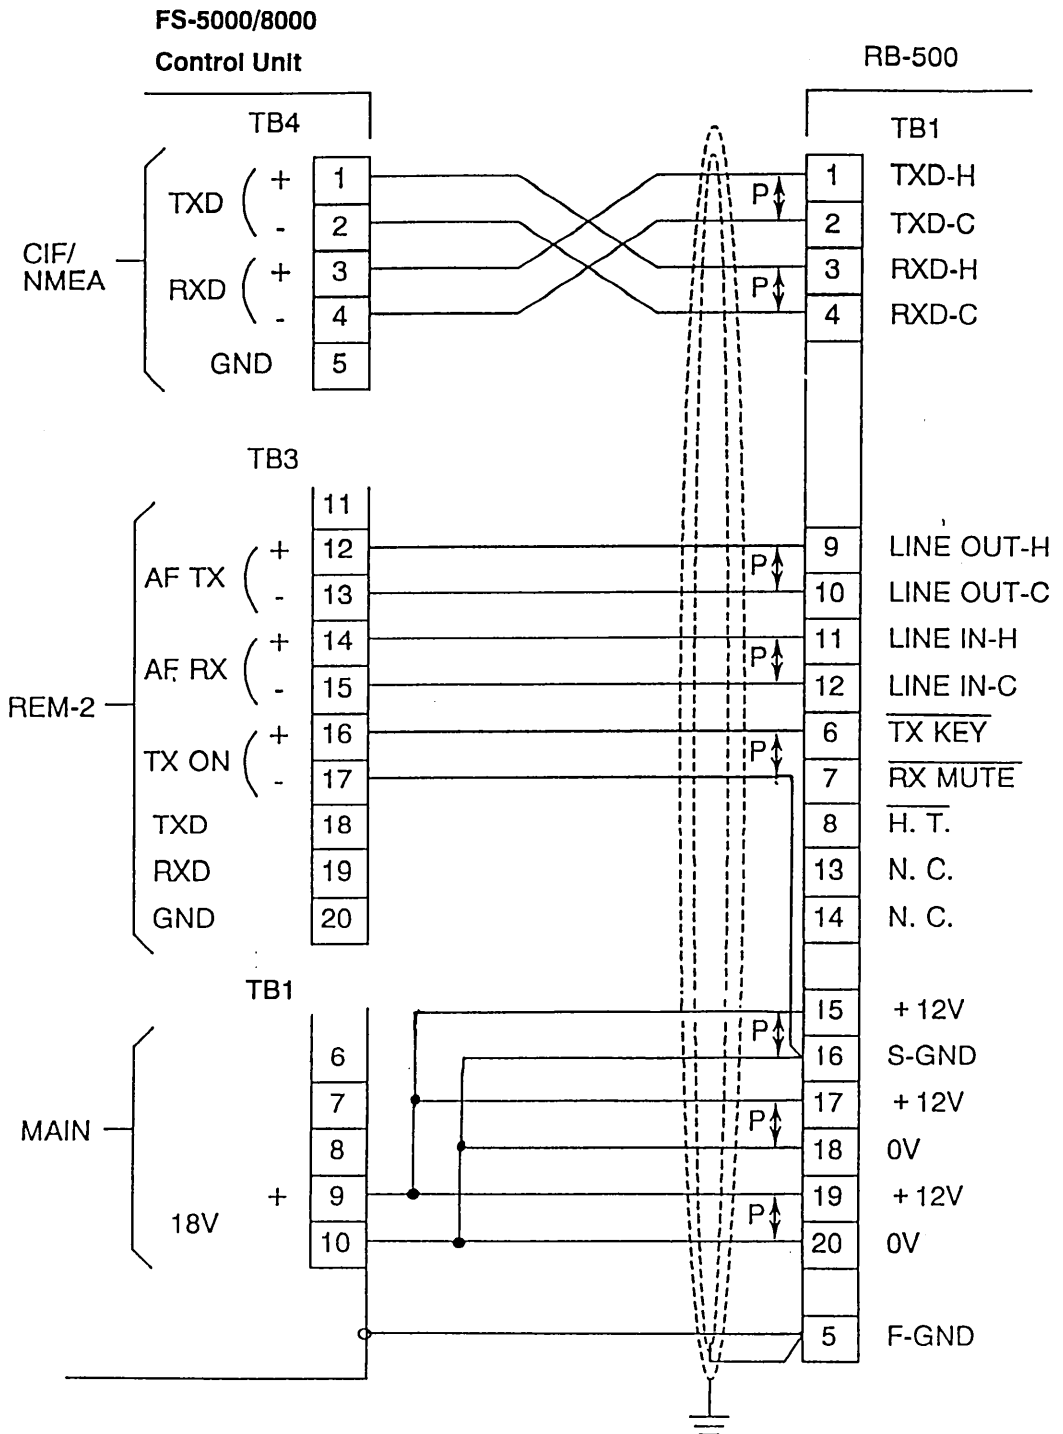 FS-5000/8000
Control Unit
RB-500
TB4
TB1
CIF/
NMEA
TXD ( + 1
- 2
RXD ( + 3
- 4
GND 5
P
1 TXD-H
2 TXD-C
P
3 RXD-H
4 RXD-C
TB3
REM-2
11
AF TX ( + 12
- 13
AF RX ( + 14
- 15
TX ON ( + 16
- 17
TXD 18
RXD 19
GND 20
P
9 LINE OUT-H
10 LINE OUT-C
P
11 LINE IN-H
12 LINE IN-C
P
6 TX KEY
7 RX MUTE
8 H. T.
13 N. C.
14 N. C.
TB1
MAIN
6
7
8
18V + 9
10
P
15 +12V
16 S-GND
P
17 +12V
18 0V
P
19 +12V
20 0V
5 F-GND